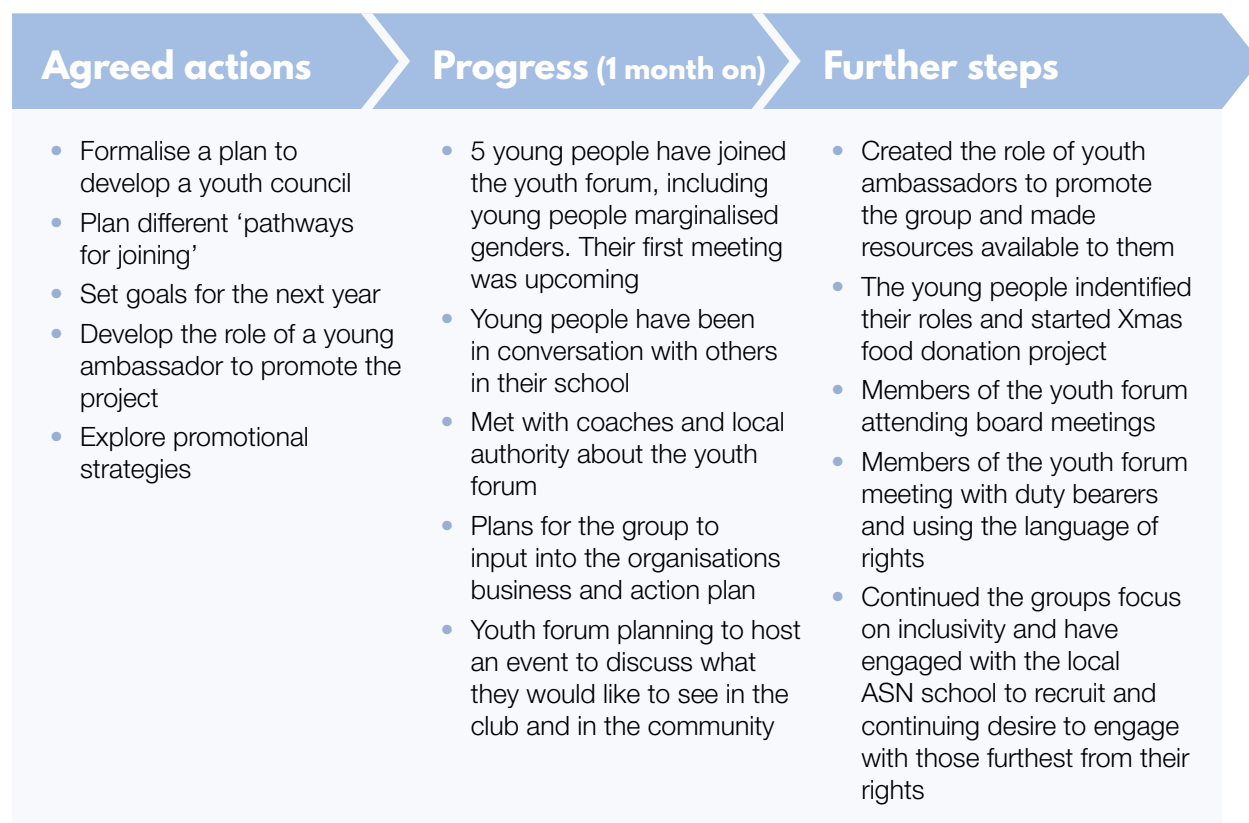 Agreed actions
Progress (1 month on)
Further steps
• Formalise a plan to
develop a youth council
• Plan different ‘pathways
for joining’
• Set goals for the next year
• Develop the role of a young
ambassador to promote the
project
• Explore promotional
strategies
• 5 young people have joined
the youth forum, including
young people marginalised
genders. Their first meeting
was upcoming
• Young people have been
in conversation with others
in their school
• Met with coaches and local
authority about the youth
forum
• Plans for the group to
input into the organisations
business and action plan
• Youth forum planning to host
an event to discuss what
they would like to see in the
club and in the community
• Created the role of youth
ambassadors to promote
the group and made
resources available to them
• The young people indentified
their roles and started Xmas
food donation project
• Members of the youth forum
attending board meetings
• Members of the youth forum
meeting with duty bearers
and using the language of
rights
• Continued the groups focus
on inclusivity and have
engaged with the local
ASN school to recruit and
continuing desire to engage
with those furthest from their
rights